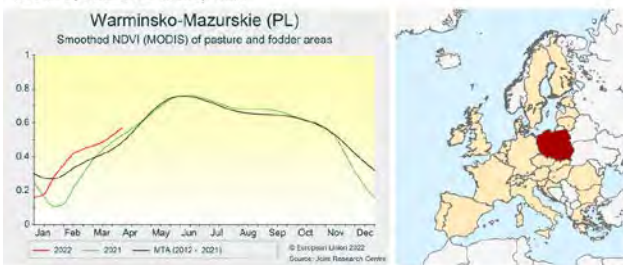 Warminsko-Mazurskie (PL)
Smoothed NDVI (MODIS) of pasture and fodder areas
1
0.8
0.6
0.4
0.2
0
Jan Feb Mar Apr May Jun Jul Aug Sep Oct Nov Dec
2022 2021 MTA (2012 - 2021)
© European Union 2022
Source: Joint Research Centre